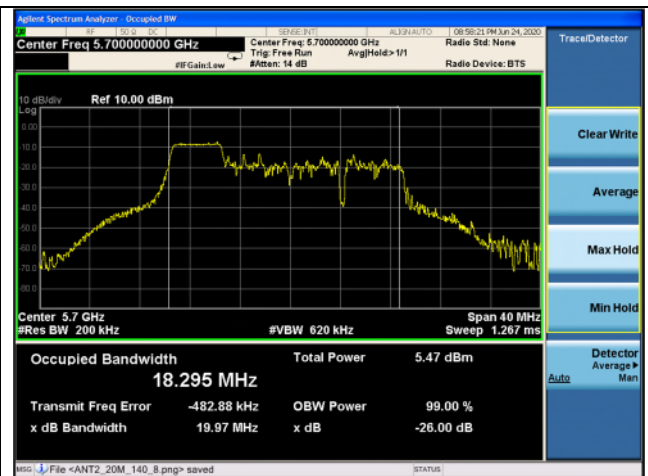 Agilent Spectrum Analyzer - Occupied BW
RF 50 Ω DC SENSE:INT ALIGNAUTO 08:58:21 PM Jun 24, 2020
Center Freq 5.700000000 GHz
Center Freq: 5.700000000 GHz
Radio Std: None
Trig: Free Run Avg|Hold:>1/1
#IFGain:Low #Atten: 14 dB Radio Device: BTS
Trace/Detector
10 dB/div Ref 10.00 dBm
Log
0.00
-10.0
-20.0
-30.0
-40.0
-50.0
-60.0
-70.0
-80.0
Center 5.7 GHz Span 40 MHz
#Res BW 200 kHz #VBW 620 kHz Sweep 1.267 ms
Occupied Bandwidth Total Power 5.47 dBm
18.295 MHz
Transmit Freq Error -482.88 kHz OBW Power 99.00 %
x dB Bandwidth 19.97 MHz x dB -26.00 dB
Clear Write
Average
Max Hold
Min Hold
Detector
Average▶
Auto Man
MSG File <ANT2_20M_140_8.png> saved STATUS